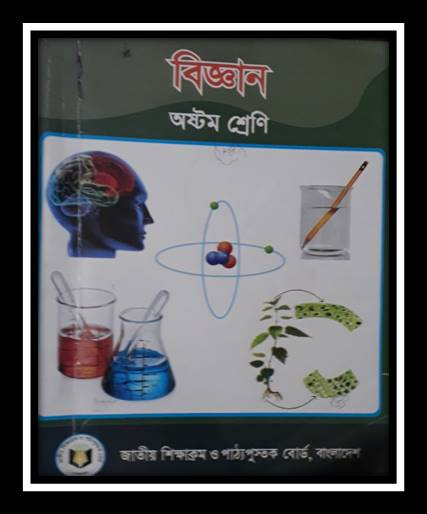 বিজ্ঞান
অষ্টম শ্রেণি
জাতীয় শিক্ষাক্রম ও পাঠ্যপুস্তক বোর্ড, বাংলাদেশ